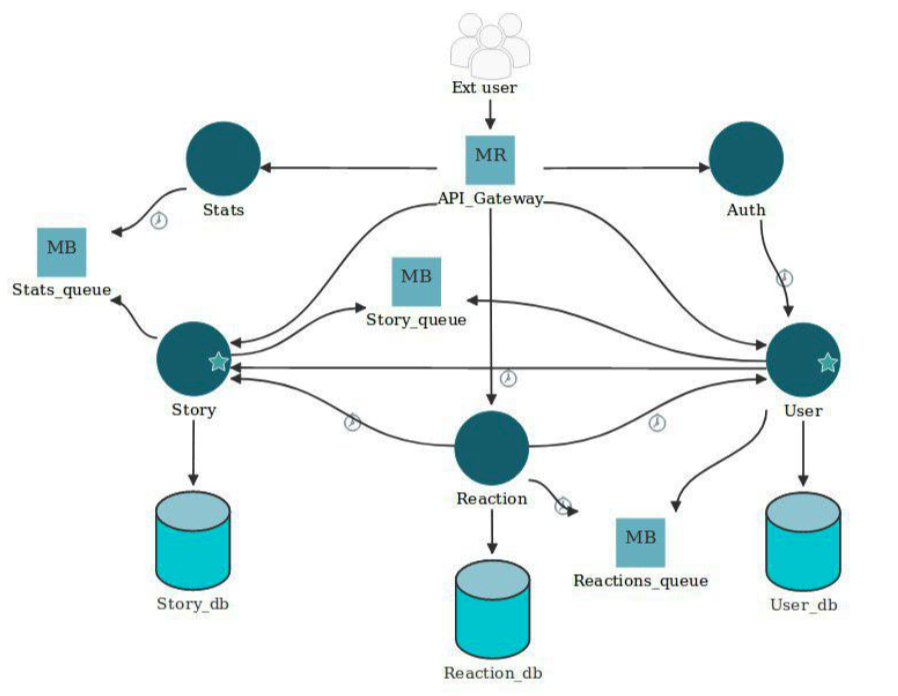 Ext user
MR
API_Gateway
Stats
Auth
MB
Stats_queue
MB
Story_queue
Story
User
Reaction
MB
Reactions_queue
Story_db
User_db
Reaction_db